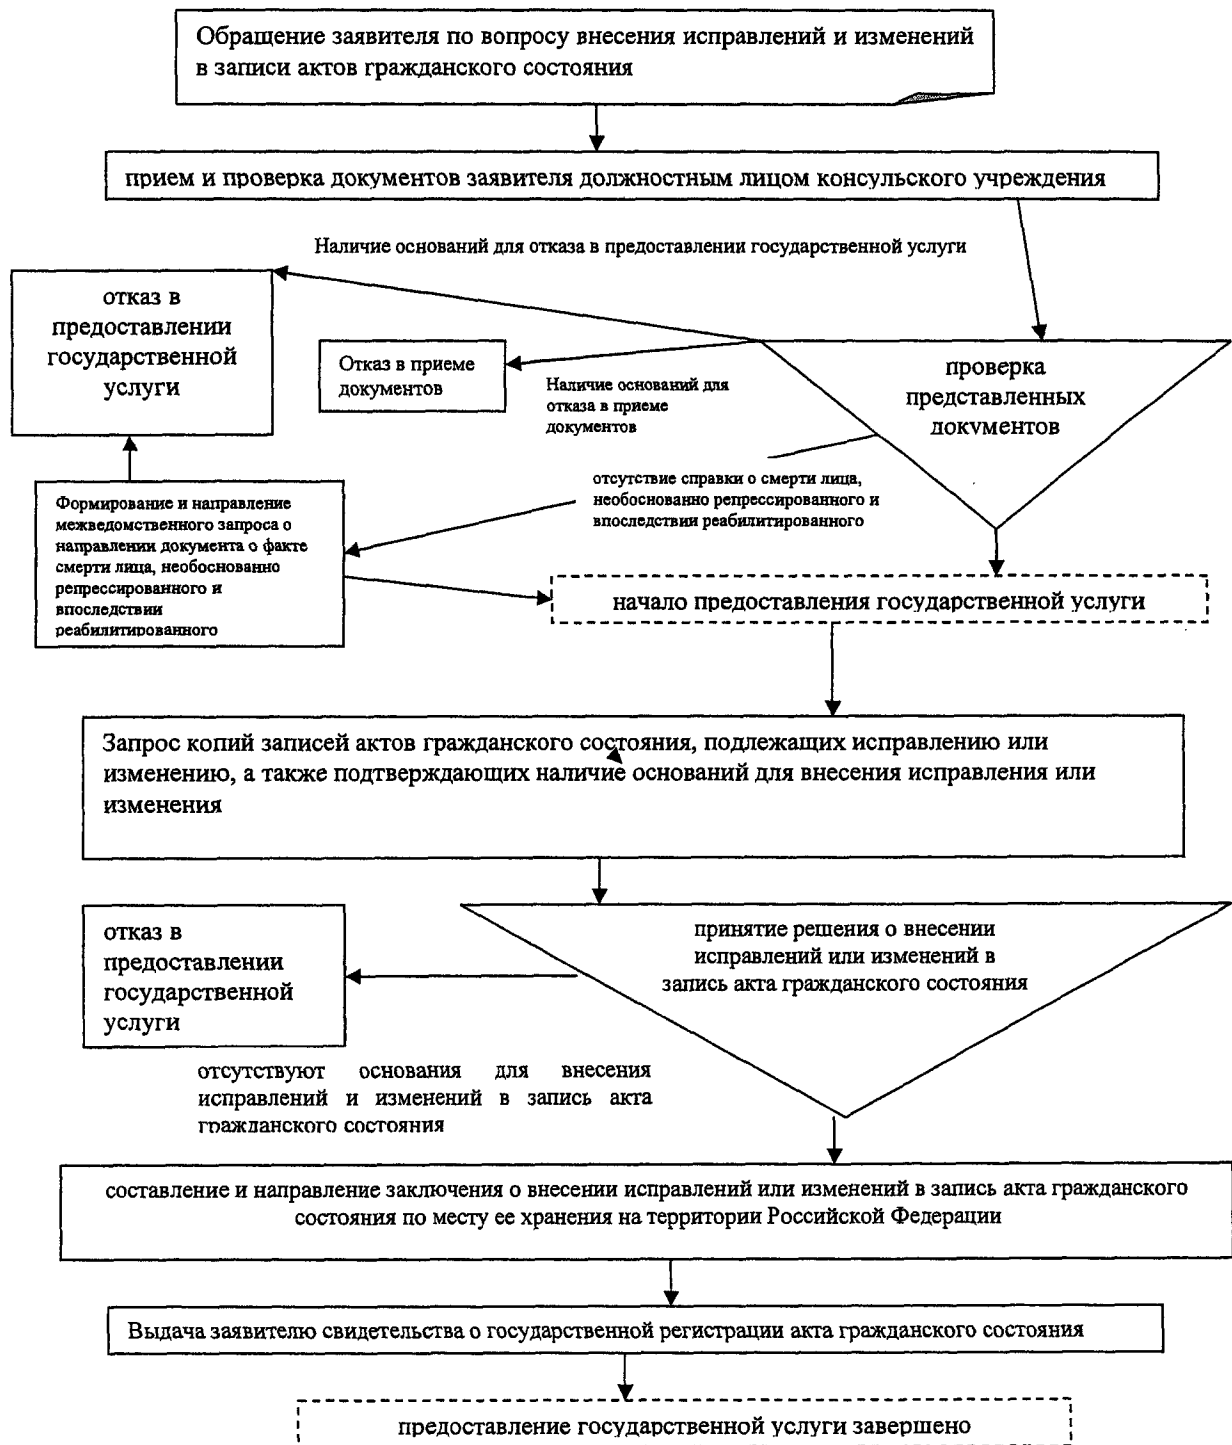 Обращение заявителя по вопросу внесения исправлений и изменений
в записи актов гражданского состояния
прием и проверка документов заявителя должностным лицом консульского учреждения
Наличие оснований для отказа в предоставлении государственной услуги
отказ в
предоставлении
государственной
услуги
Отказ в приеме
документов
Наличие оснований для
отказа в приеме
документов
проверка
представленных
документов
отсутствие справки о смерти лица,
необоснованно репрессированного и
впоследствии реабилитированного
Формирование и направление
межведомственного запроса о
направлении документа о факте
смерти лица, необоснованно
репрессированного и
впоследствии
реабилитированного
начало предоставления государственной услуги
Запрос копий записей актов гражданского состояния, подлежащих исправлению или
изменению, а также подтверждающих наличие оснований для внесения исправления или
изменения
отказ в
предоставлении
государственной
услуги
принятие решения о внесении
исправлений или изменений в
запись акта гражданского состояния
отсутствуют основания для внесения
исправлений и изменений в запись акта
гражданского состояния
составление и направление заключения о внесении исправлений или изменений в запись акта гражданского
состояния по месту ее хранения на территории Российской Федерации
Выдача заявителю свидетельства о государственной регистрации акта гражданского состояния
предоставление государственной услуги завершено